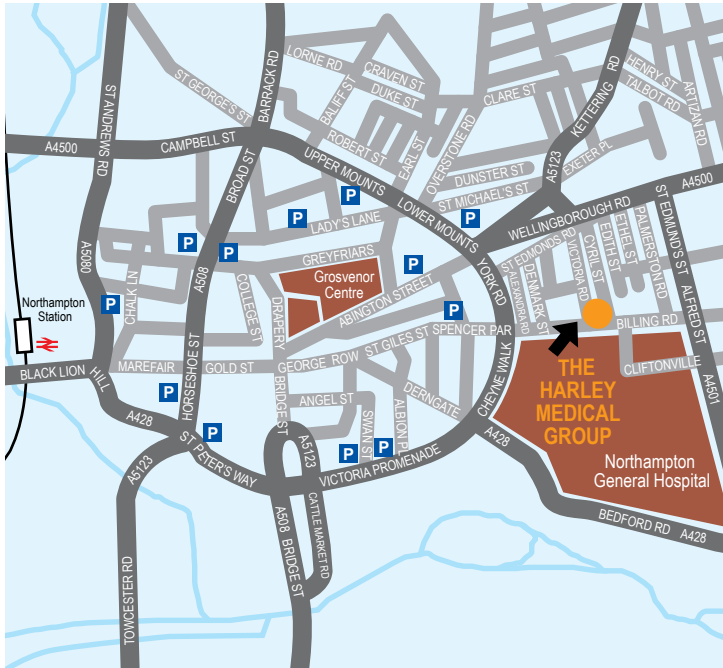 ST ANDREWS RD
ST GEORGE'S ST
BARRACK RD
LORNE RD
CRAVEN ST
DUKE ST
BALIFF ST
CLARE ST
KETTERING RD
HENRY ST
TALBOT RD
ARTIZAN RD
A4500
CAMPBELL ST
ROBERT ST
EARL ST
OVERSTONE RD
A5123
EXETER PL
DUNSTER ST
ST MICHAEL'S ST
UPPER MOUNTS
BROAD ST
P
P
LADY'S LANE
LOWER MOUNTS
P
WELLINGBOROUGH RD
A4500
ST EDMUND'S ST
A5080
P
P
GREYFRIARS
YORK RD
ST EDMONDS RD
ALEXANDRA RD
DENMARK ST
VICTORIA RD
CYRIL ST
EDITH ST
ETHEL ST
PALMERSTON RD
A508
CHALK LN
COLLEGE ST
DRAPERY
Grosvenor
Centre
P
ABINGTON STREET
Northampton
Station
P
P
ST GILES ST
SPENCER PAR
BILLING RD
ALFRED ST
BLACK LION
HILL
MAREFAIR
GOLD ST
GEORGE ROW
CHEYNE WALK
CLIFTONVILLE
A4501
THE
HARLEY
MEDICAL
GROUP
HORSESHOE ST
P
BRIDGE ST
ANGEL ST
SWAN ST
ALBION PL
DERNGATE
A428
P
ST PETER'S WAY
A5123
P
P
VICTORIA PROMENADE
A428
Northampton
General Hospital
A5123
CATTLE MARKET RD
A508
BRIDGE ST
BEDFORD RD
A428
TOWCESTER RD